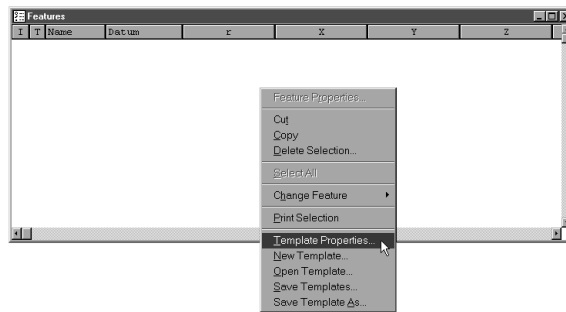 Features
I T Name Datum r X Y Z
Feature Properties...
Cut
Copy
Delete Selection...
Select All
Change Feature
Print Selection
Template Properties...
New Template...
Open Template...
Save Templates...
Save Template As...